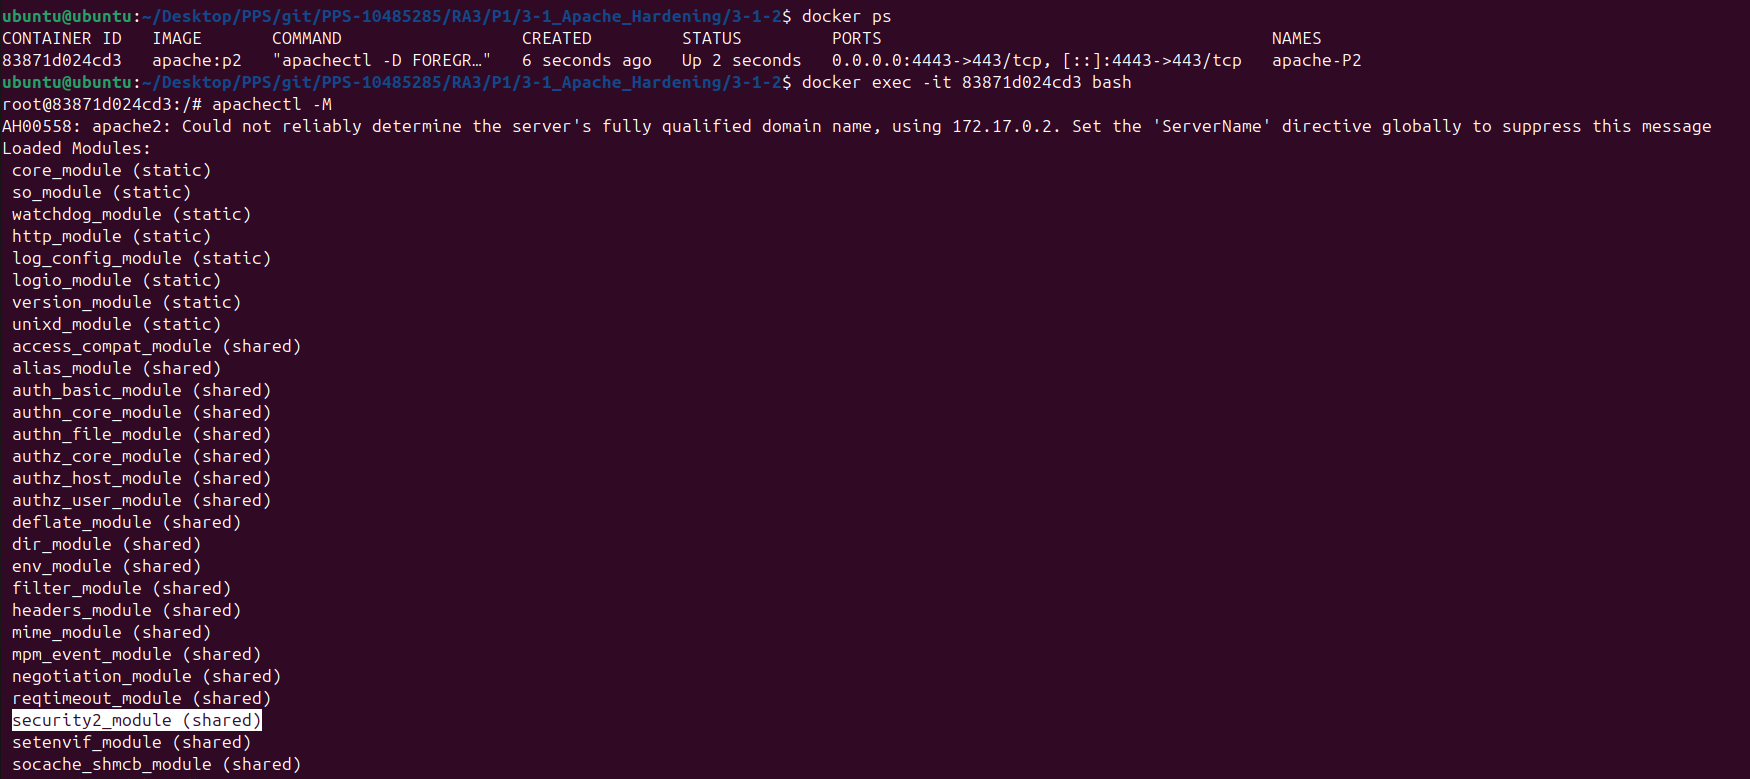 ubuntu@ubuntu:~/Desktop/PPS/git/PPS-10485285/RA3/P1/3-1_Apache_Hardening/3-1-2$ docker ps
CONTAINER ID   IMAGE       COMMAND                  CREATED         STATUS         PORTS                                       NAMES
83871d024cd3   apache:p2   "apachectl -D FOREGR…"   6 seconds ago   Up 2 seconds   0.0.0.0:4443->443/tcp, [::]:4443->443/tcp   apache-P2
ubuntu@ubuntu:~/Desktop/PPS/git/PPS-10485285/RA3/P1/3-1_Apache_Hardening/3-1-2$ docker exec -it 83871d024cd3 bash
root@83871d024cd3:/# apachectl -M
AH00558: apache2: Could not reliably determine the server's fully qualified domain name, using 172.17.0.2. Set the 'ServerName' directive globally to suppress this message
Loaded Modules:
 core_module (static)
 so_module (static)
 watchdog_module (static)
 http_module (static)
 log_config_module (static)
 logio_module (static)
 version_module (static)
 unixd_module (static)
 access_compat_module (shared)
 alias_module (shared)
 auth_basic_module (shared)
 authn_core_module (shared)
 authn_file_module (shared)
 authz_core_module (shared)
 authz_host_module (shared)
 authz_user_module (shared)
 deflate_module (shared)
 dir_module (shared)
 env_module (shared)
 filter_module (shared)
 headers_module (shared)
 mime_module (shared)
 mpm_event_module (shared)
 negotiation_module (shared)
 reqtimeout_module (shared)
 security2_module (shared)
 setenvif_module (shared)
 socache_shmcb_module (shared)